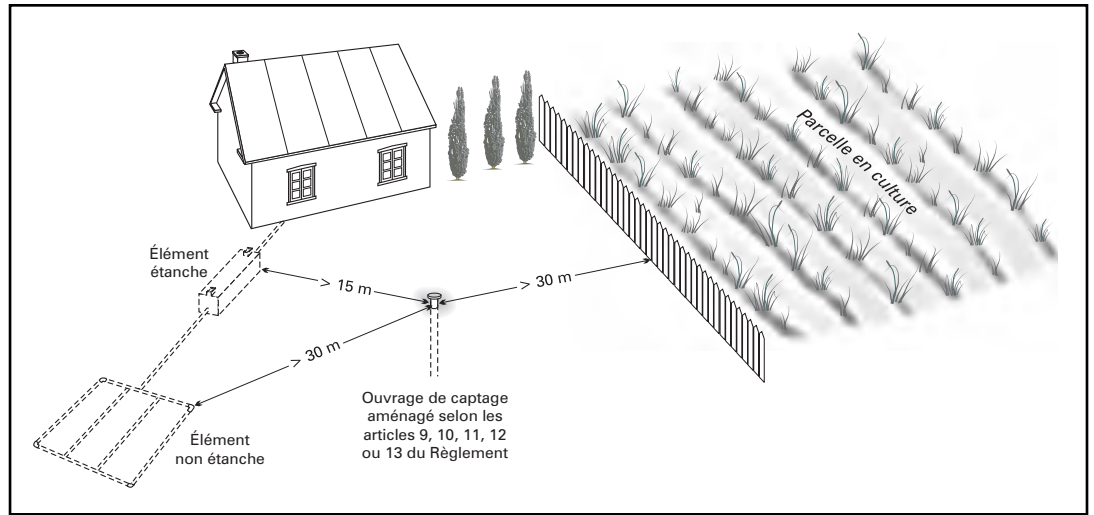 Parcelle en culture
Élément
étanche
> 15 m
> 30 m
> 30 m
Ouvrage de captage
aménagé selon les
articles 9, 10, 11, 12
ou 13 du Règlement
Élément
non étanche